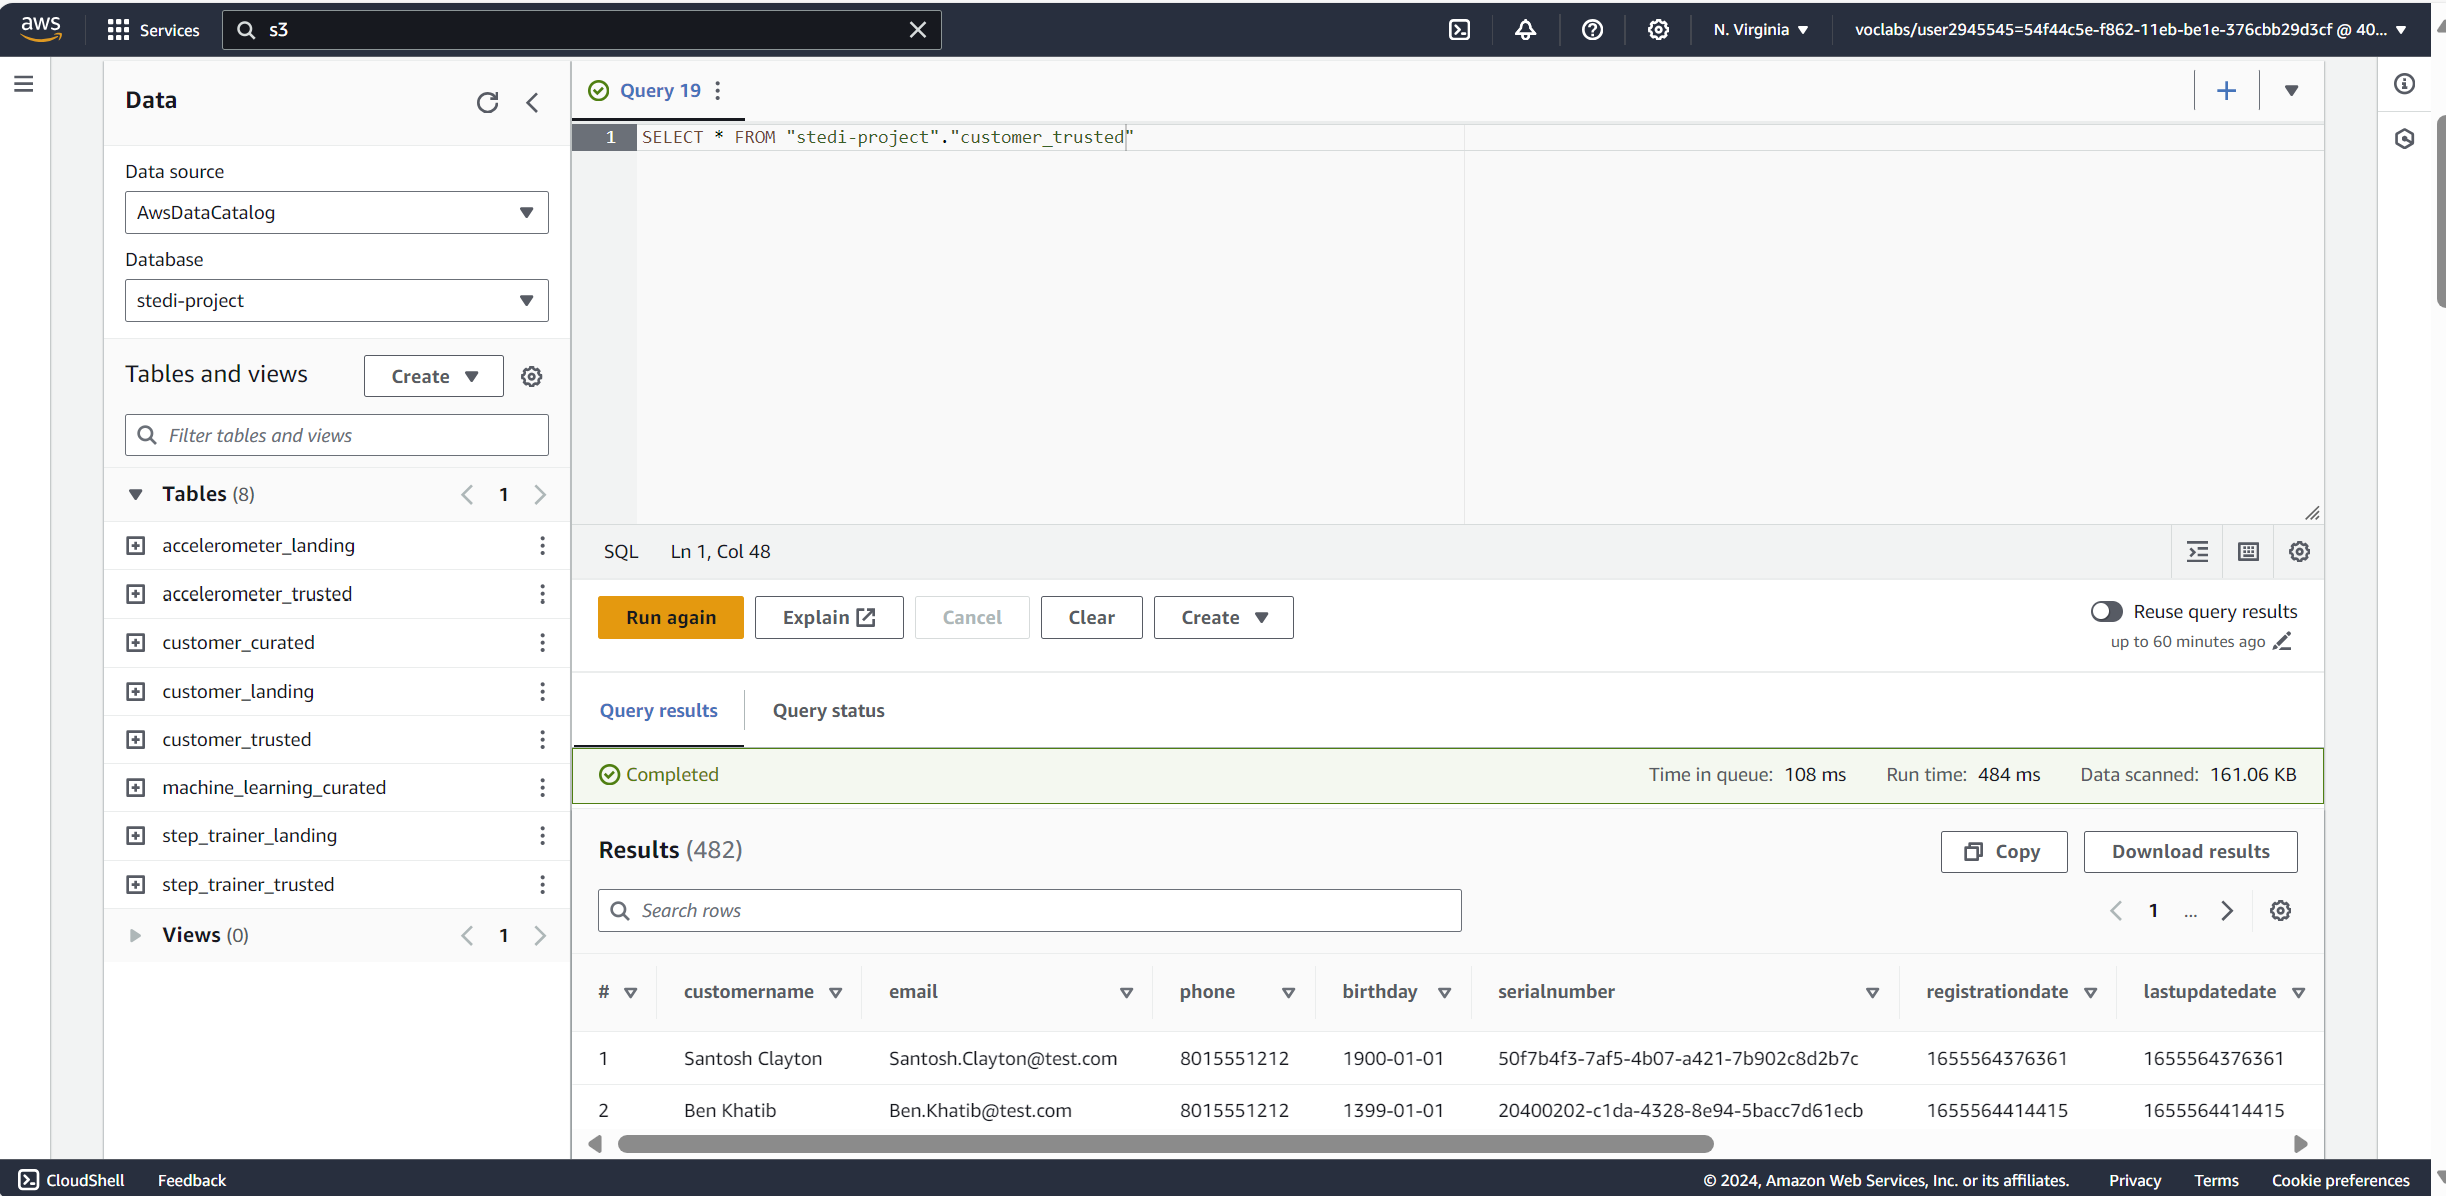 aws
Services
s3
N. Virginia
voclabs/user2945545=54f44c5e-f862-11eb-be1e-376cbb29d3cf @ 40...
Data
Data source
AwsDataCatalog
Database
stedi-project
Tables and views
Create
Filter tables and views
Tables (8)
1
accelerometer_landing
accelerometer_trusted
customer_curated
customer_landing
customer_trusted
machine_learning_curated
step_trainer_landing
step_trainer_trusted
Views (0)
1
Query 19
1 SELECT * FROM "stedi-project"."customer_trusted"
SQL Ln 1, Col 48
Run again
Explain
Cancel
Clear
Create
Reuse query results
up to 60 minutes ago
Query results
Query status
Completed
Time in queue: 108 ms
Run time: 484 ms
Data scanned: 161.06 KB
Results (482)
Copy
Download results
Search rows
1 ...
# customername email phone birthday serialnumber registrationdate lastupdatedate
1 Santosh Clayton Santosh.Clayton@test.com 8015551212 1900-01-01 50f7b4f3-7af5-4b07-a421-7b902c8d2b7c 1655564376361 1655564376361
2 Ben Khatib Ben.Khatib@test.com 8015551212 1399-01-01 20400202-c1da-4328-8e94-5bacc7d61ecb 1655564414415 1655564414415
CloudShell
Feedback
© 2024, Amazon Web Services, Inc. or its affiliates.
Privacy
Terms
Cookie preferences